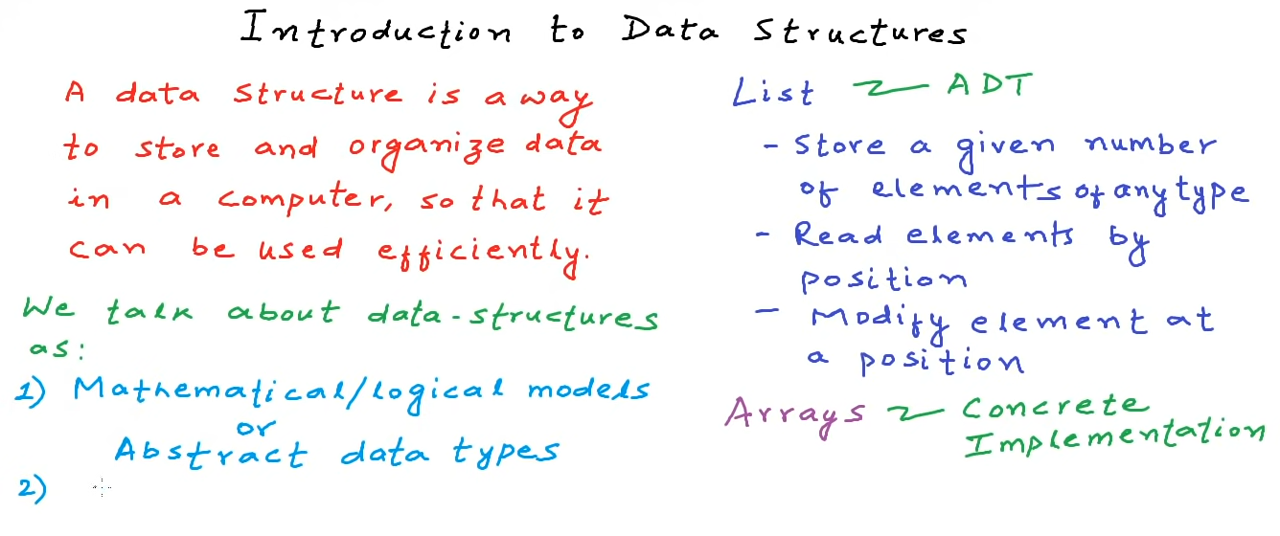 Introduction to Data Structures
A data structure is a way
to store and organize data
in a computer, so that it
can be used efficiently.
We talk about data-structures
as:
1) Mathematical/logical models
or
Abstract data types
2)
List ADT
- Store a given number
of elements of any type
- Read elements by
position
- Modify element at
a position
Arrays Concrete
Implementation